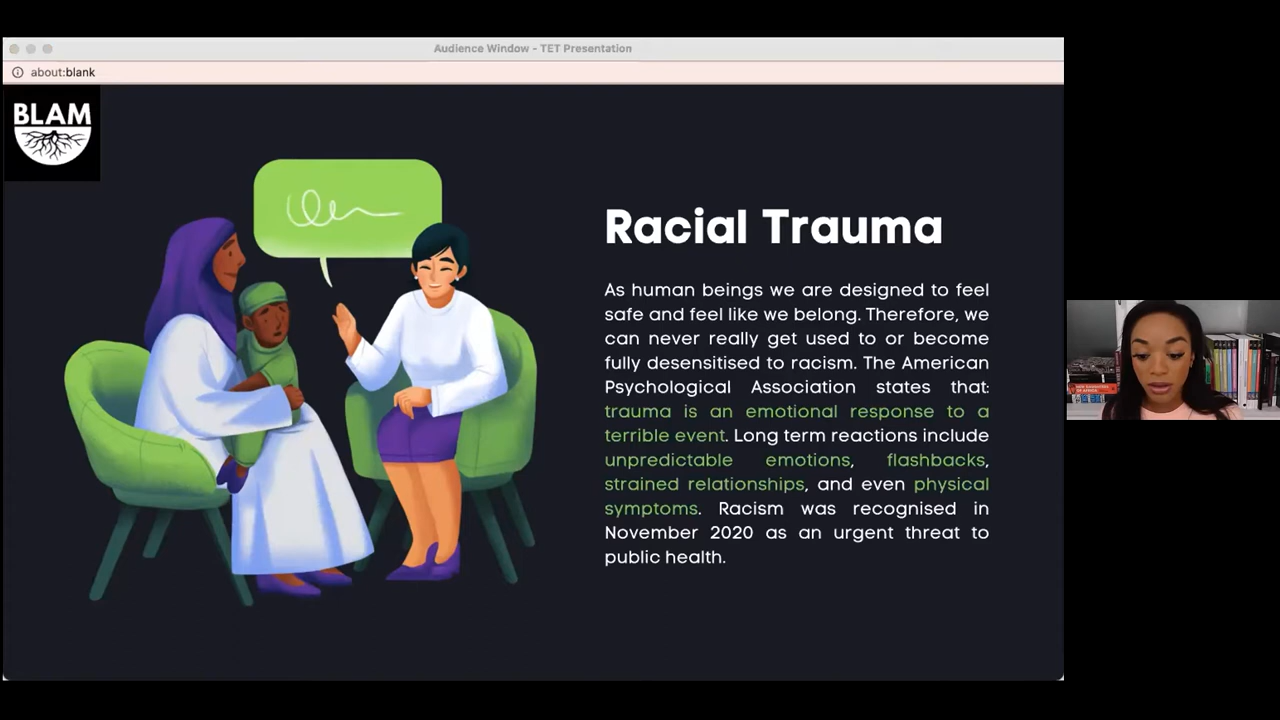 Audience Window - TET Presentation
about:blank
BLAM
Racial Trauma
As human beings we are designed to feel
safe and feel like we belong. Therefore, we
can never really get used to or become
fully desensitised to racism. The American
Psychological Association states that:
trauma is an emotional response to a
terrible event. Long term reactions include
unpredictable emotions, flashbacks,
strained relationships, and even physical
symptoms. Racism was recognised in
November 2020 as an urgent threat to
public health.